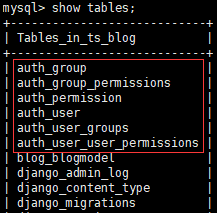 mysql> show tables;
+----------------------------+
| Tables_in_ts_blog |
+----------------------------+
| auth_group |
| auth_group_permissions |
| auth_permission |
| auth_user |
| auth_user_groups |
| auth_user_user_permissions |
| blog_blogmodel |
| django_admin_log |
| django_content_type |
| django_migrations |